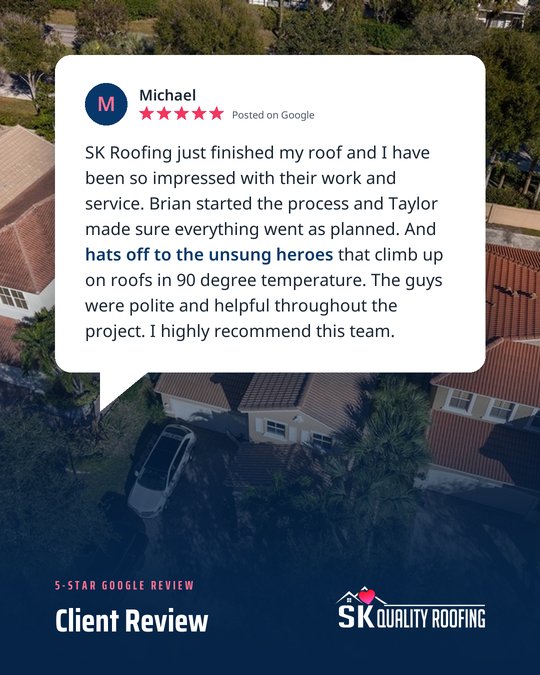 M
Michael
Posted on Google
SK Roofing just finished my roof and I have
been so impressed with their work and
service. Brian started the process and Taylor
made sure everything went as planned. And
hats off to the unsung heroes that climb up
on roofs in 90 degree temperature. The guys
were polite and helpful throughout the
project. I highly recommend this team.
5-STAR GOOGLE REVIEW
Client Review
SK QUALITY ROOFING